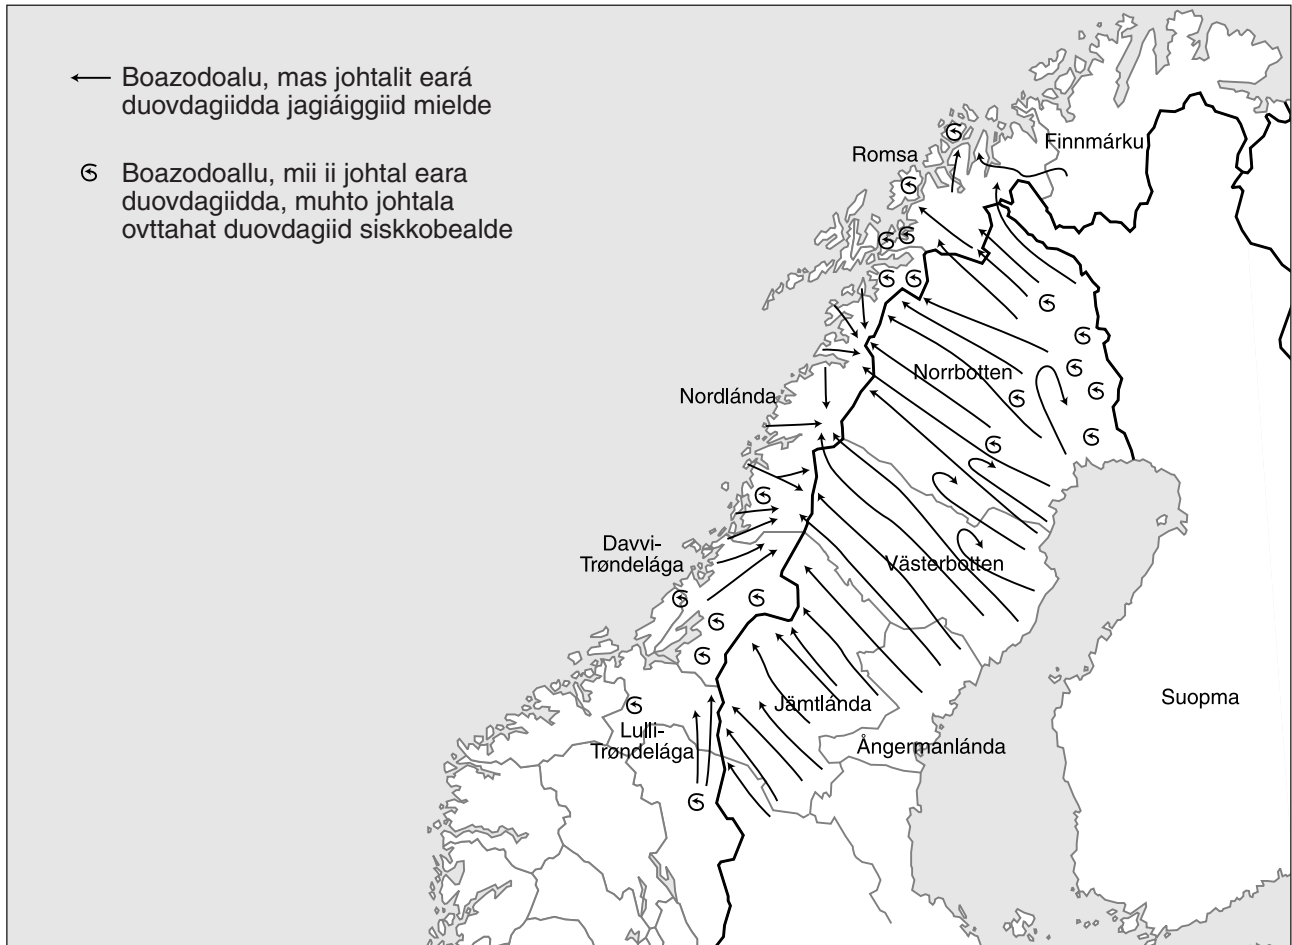 Boazodoalu, mas johtalit eará
duovdagiidda jagiáiggiid mielde
Boazodoallu, mii ii johtal eara
duovdagiidda, muhto johtala
ovttahat duovdagiid siskkobealde
Finnmárku
Romsa
Norrbotten
Nordlánda
Davvi-
Trøndelága
Västerbotten
Suopma
Jämtlánda
Lulli-
Trøndelága
Ångermanlánda